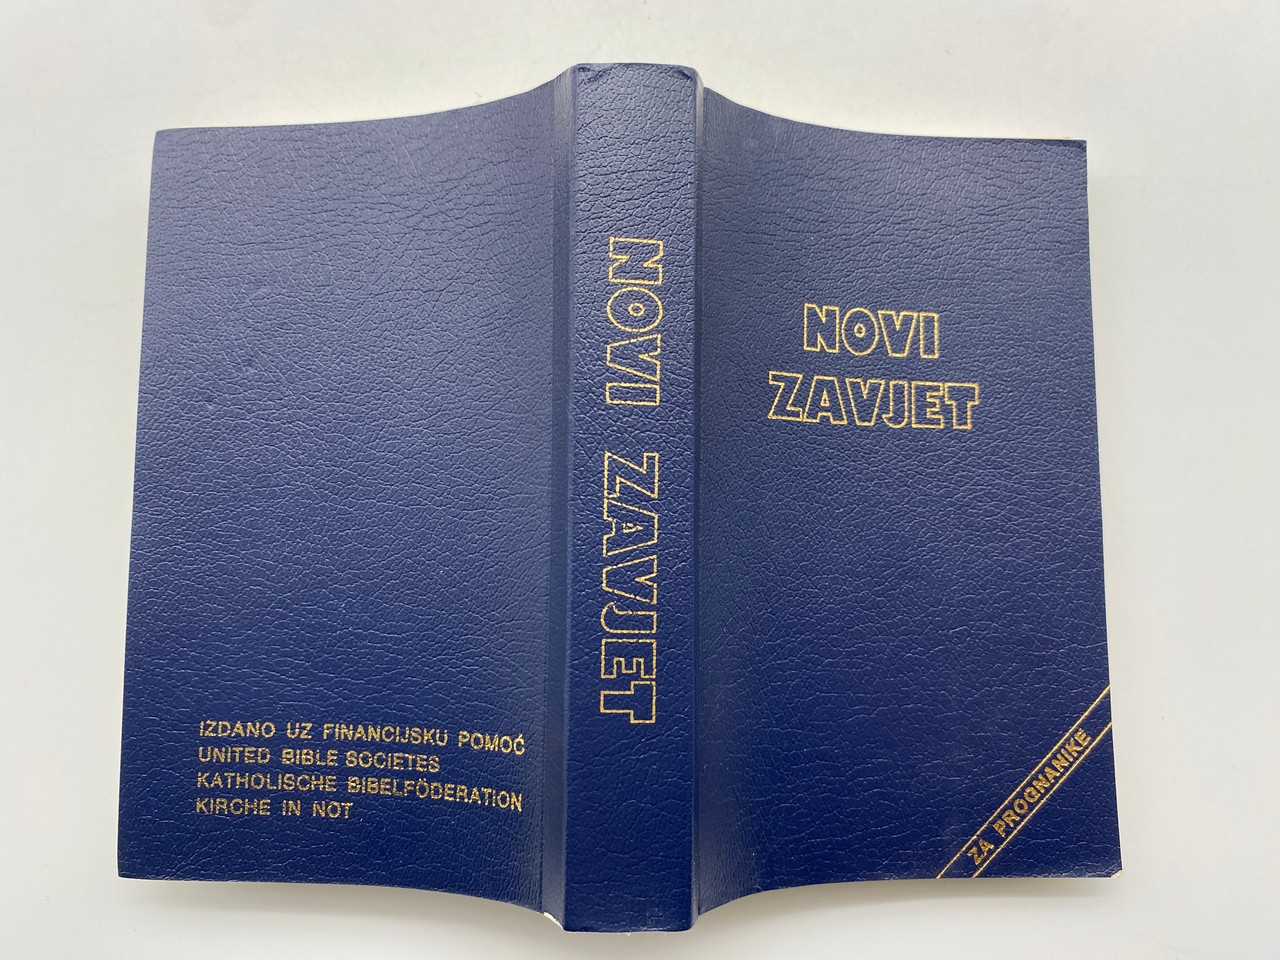 IZDANO UZ FINANCIJSKU POMOĆ
UNITED BIBLE SOCIETES
KATHOLISCHE BIBELFÖDERATION
KIRCHE IN NOT
NOVI ZAVJET
NOVI
ZAVJET
ZA PROGNANIKE